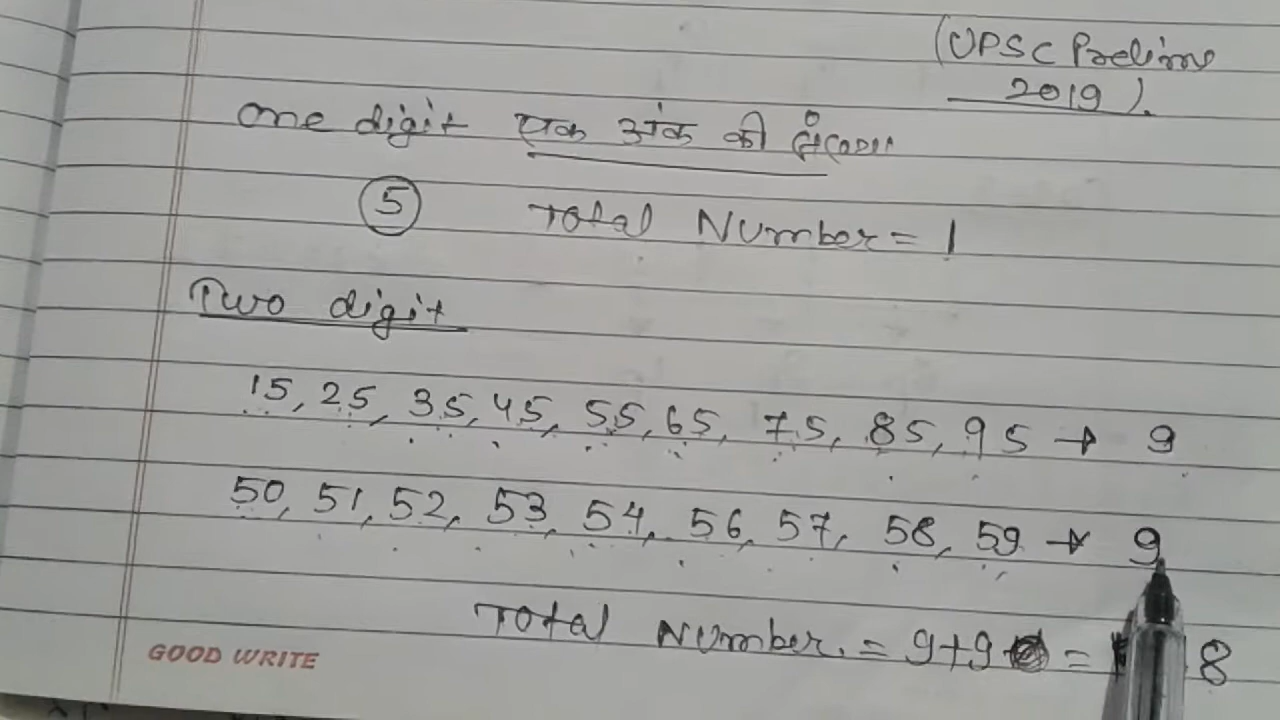 (UPSC Prelims
2019).
One digit एक अंक की संख्या
5 Total Number = 1
Two digit
15, 25, 35, 45, 55, 65, 75, 85, 95 → 9
50, 51, 52, 53, 54, 56, 57, 58, 59 → 9
Total Number. = 9+9 = 8
GOOD WRITE